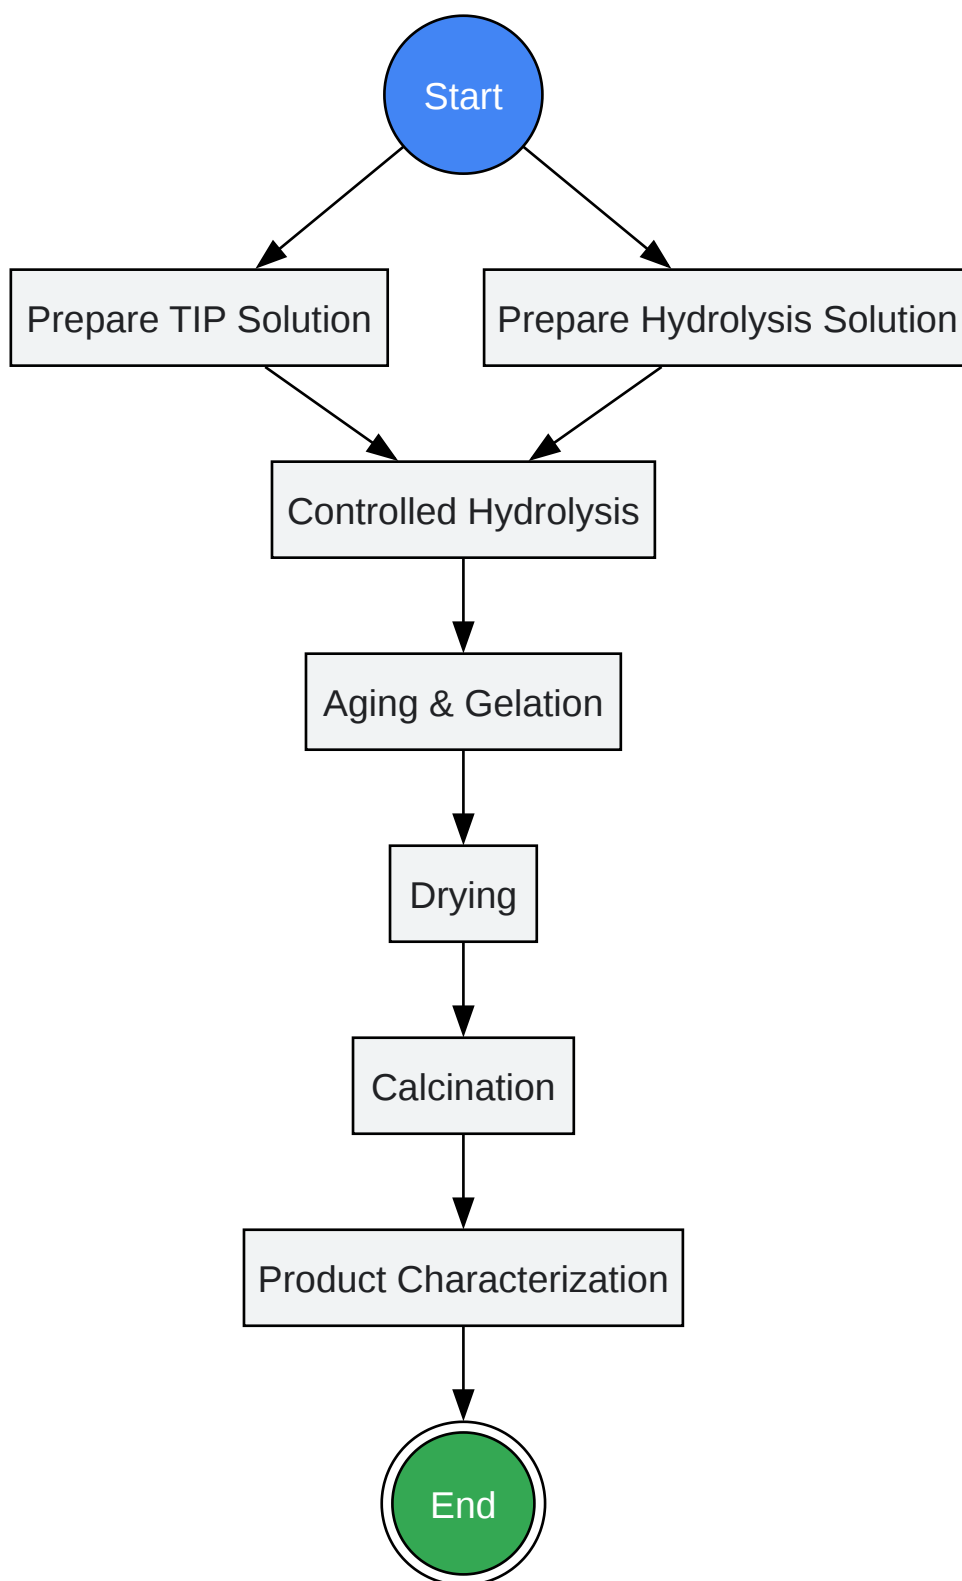 Start
Prepare TIP Solution
Prepare Hydrolysis Solution
Controlled Hydrolysis
Aging & Gelation
Drying
Calcination
Product Characterization
End